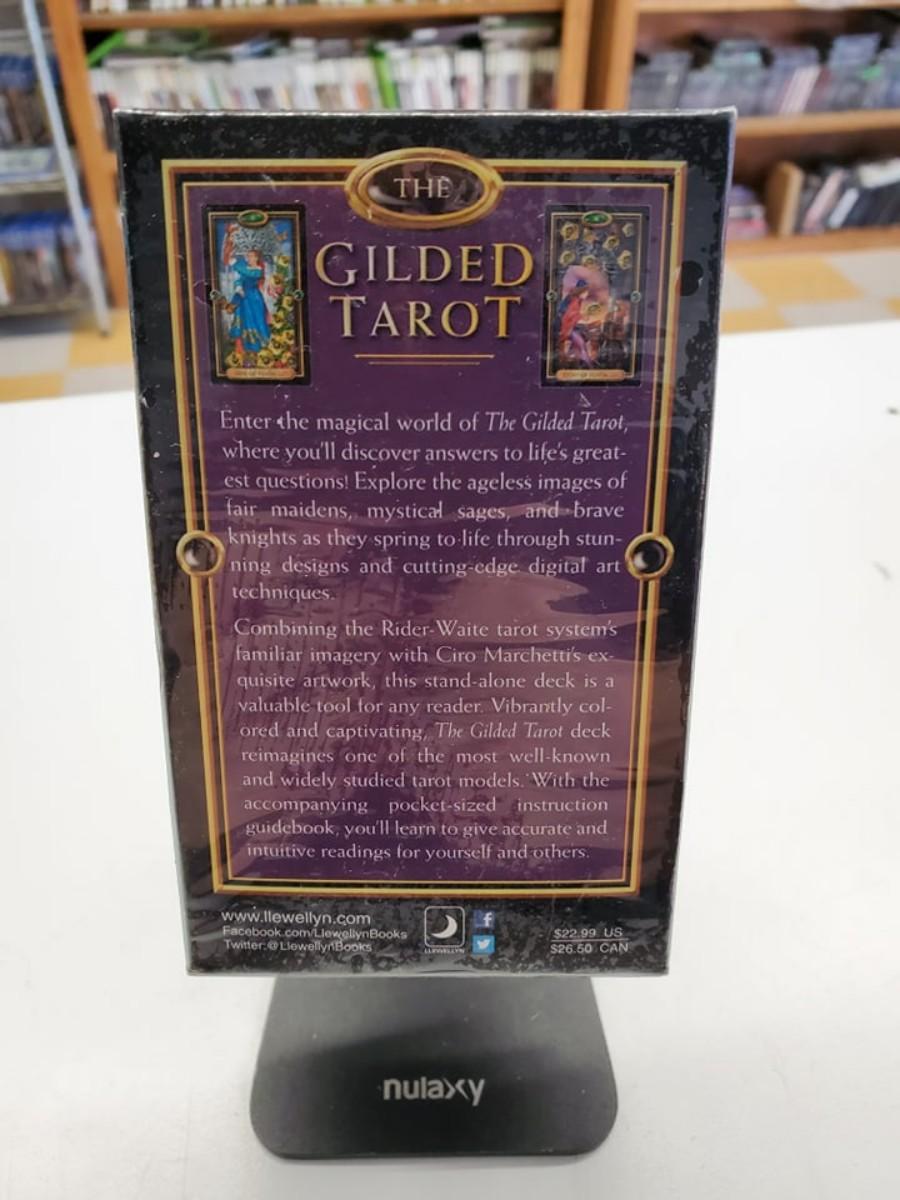 THE
GILDED
TAROT
Enter the magical world of The Gilded Tarot,
where you'll discover answers to life's great-
est questions! Explore the ageless images of
fair maidens, mystical sages, and brave
knights as they spring to life through stun-
ning designs and cutting-edge digital art
techniques.
Combining the Rider-Waite tarot system's
familiar imagery with Ciro Marchetti's ex-
quisite artwork, this stand-alone deck is a
valuable tool for any reader. Vibrantly col-
ored and captivating, The Gilded Tarot deck
reimagines one of the most well-known
and widely studied tarot models. With the
accompanying pocket-sized instruction
guidebook, you'll learn to give accurate and
intuitive readings for yourself and others.
www.llewellyn.com
Facebook.com/LlewellynBooks
Twitter:@LlewellynBooks
LLEWELLYN
f
$22.99 US
$26.50 CAN
nulaxy